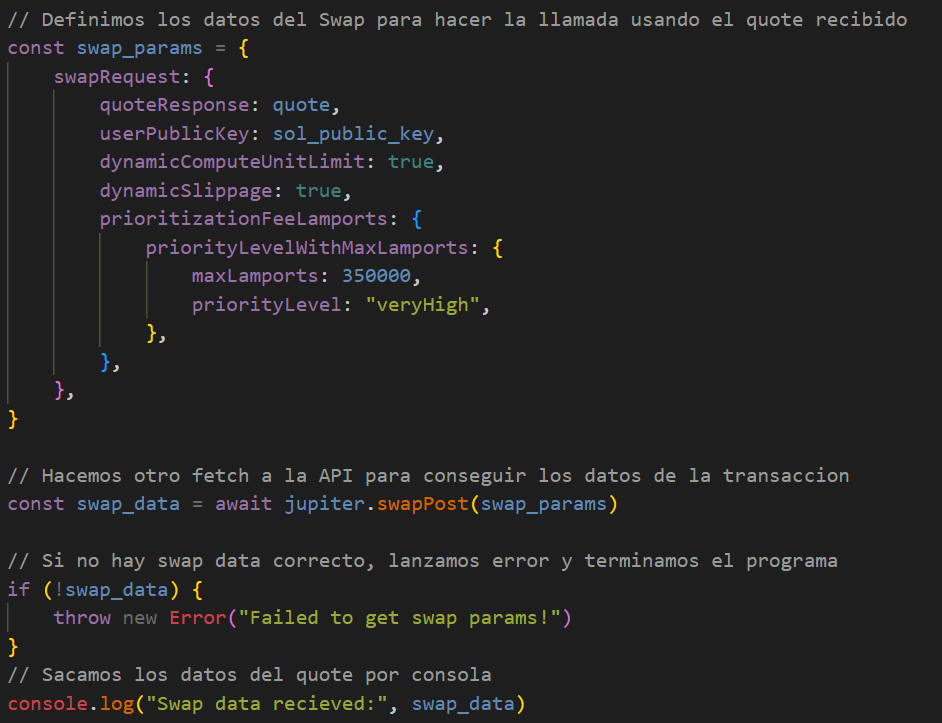 // Definimos los datos del Swap para hacer la llamada usando el quote recibido
const swap_params = {
    swapRequest: {
        quoteResponse: quote,
        userPublicKey: sol_public_key,
        dynamicComputeUnitLimit: true,
        dynamicSlippage: true,
        prioritizationFeeLamports: {
            priorityLevelWithMaxLamports: {
                maxLamports: 350000,
                priorityLevel: "veryHigh",
            },
        },
    },
}

// Hacemos otro fetch a la API para conseguir los datos de la transaccion
const swap_data = await jupiter.swapPost(swap_params)

// Si no hay swap data correcto, lanzamos error y terminamos el programa
if (!swap_data) {
    throw new Error("Failed to get swap params!")
}
// Sacamos los datos del quote por consola
console.log("Swap data recieved:", swap_data)